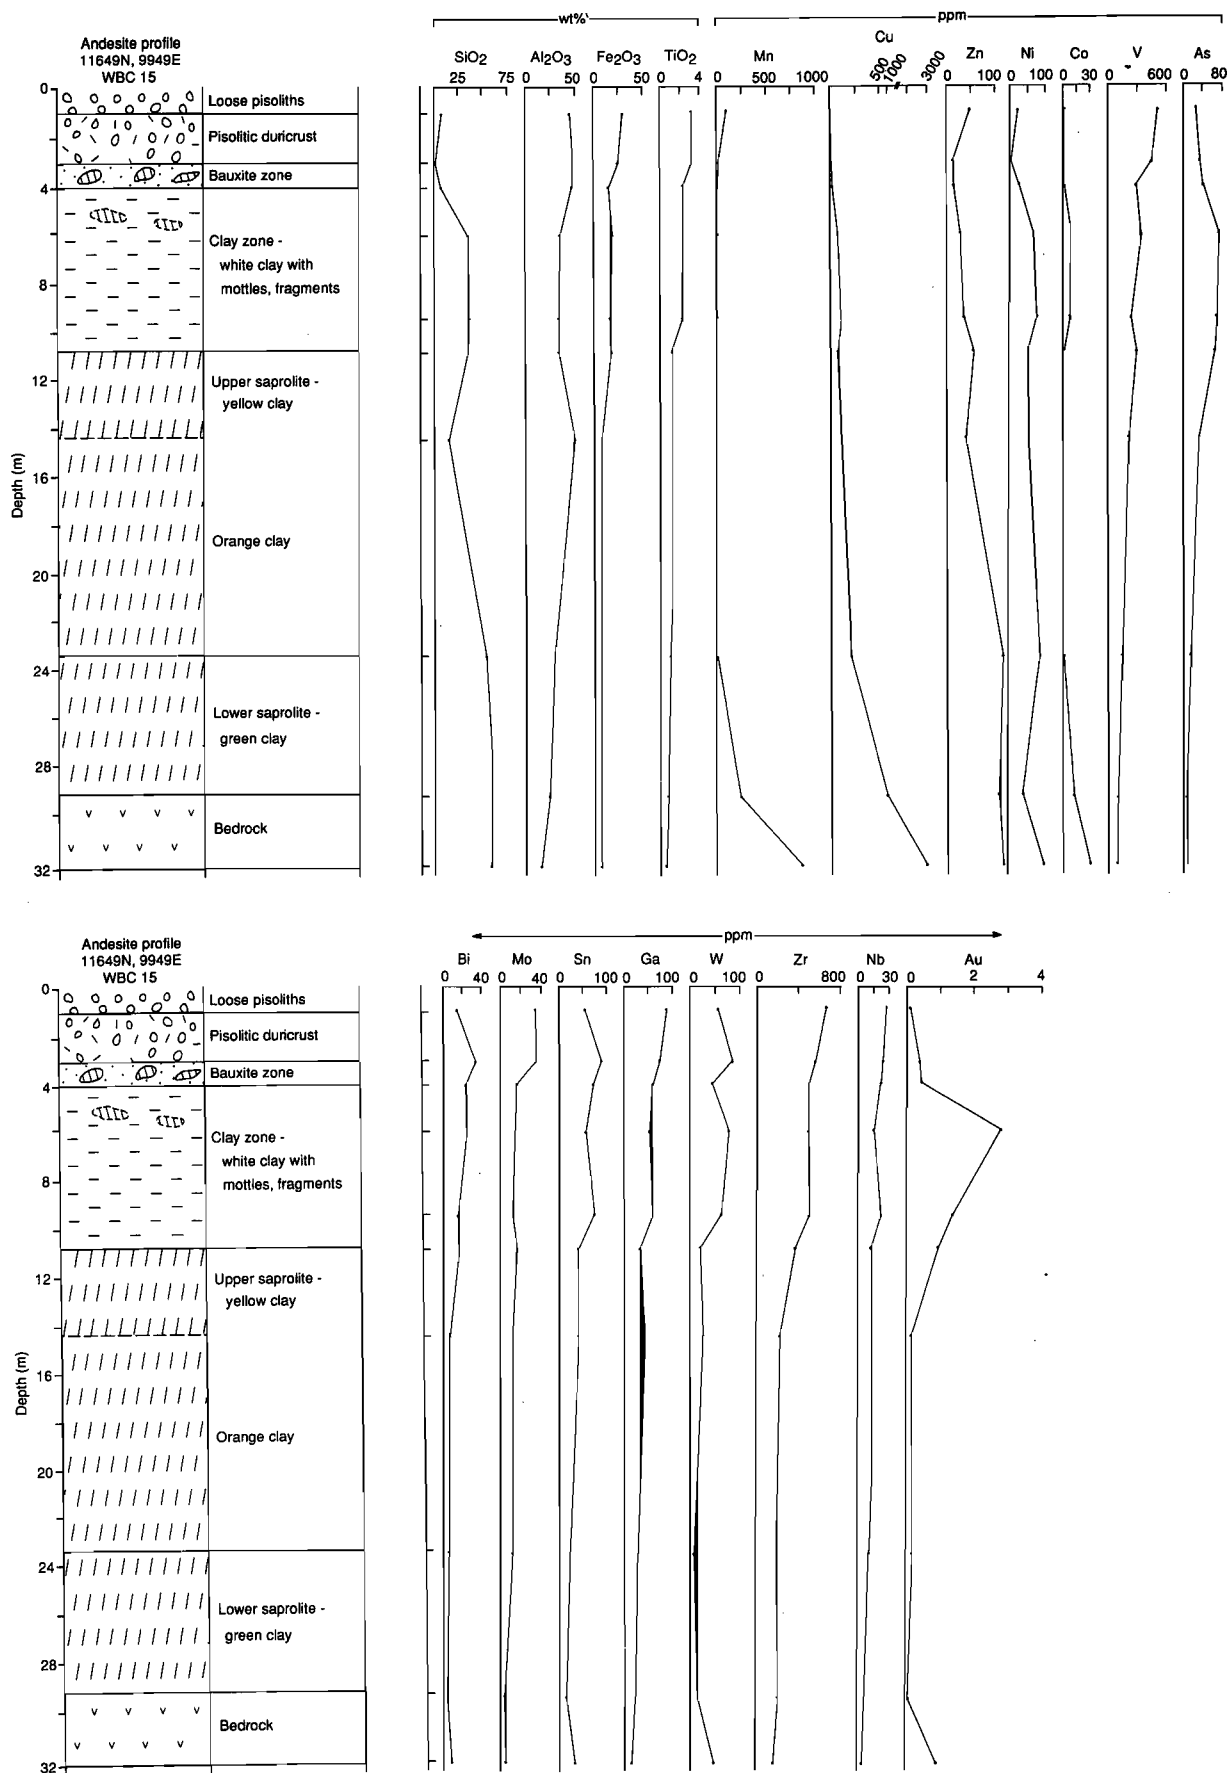 wt%
ppm
Andesite profile
11649N, 9949E
WBC 15
SiO2 Al2O3 Fe2O3 TiO2 Mn Cu Zn Ni Co V As
25 75 0 50 0 50 0 4 0 500 1000 500 1000 3000 0 100 0 100 0 30 0 600 0 80
0
Loose pisoliths
Pisolitic duricrust
Bauxite zone
4
Clay zone -
white clay with
mottles, fragments
8
12
Upper saprolite -
yellow clay
Depth (m)
16
Orange clay
20
24
Lower saprolite -
green clay
28
Bedrock
32
ppm
Andesite profile
11649N, 9949E
WBC 15
Bi Mo Sn Ga W Zr Nb Au
0 40 0 40 0 100 0 100 0 100 0 800 0 30 0 2 4
0
Loose pisoliths
Pisolitic duricrust
Bauxite zone
4
Clay zone -
white clay with
mottles, fragments
8
12
Upper saprolite -
yellow clay
Depth (m)
16
Orange clay
20
24
Lower saprolite -
green clay
28
Bedrock
32